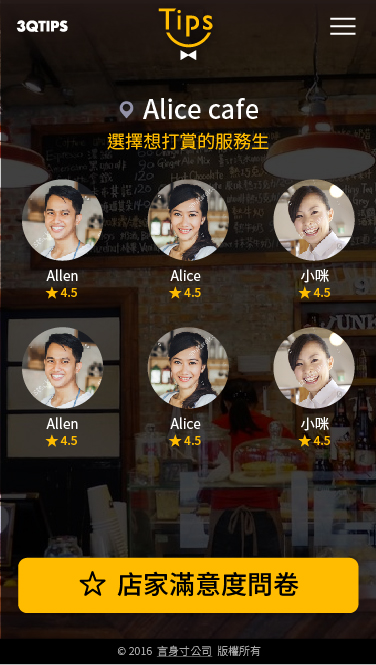 3QTIPS
Tips
Alice cafe
選擇想打賞的服務生
Allen
Alice
小咪
★4.5
★4.5
★4.5
Allen
Alice
小咪
★4.5
★4.5
★4.5
☆ 店家滿意度問卷
© 2016 言身寸公司 版權所有